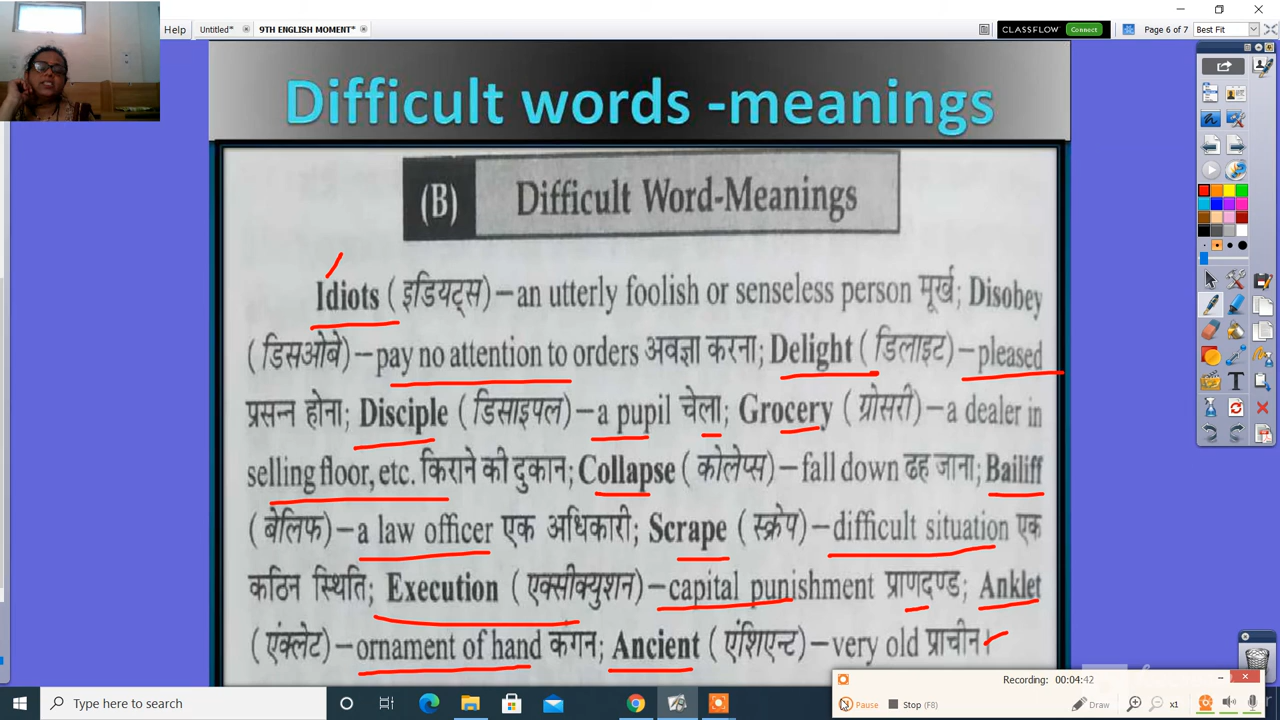 Help
Untitled*
9TH ENGLISH MOMENT*
CLASSFLOW
Connect
Page 6 of 7
Best Fit
Difficult words -meanings
(B) Difficult Word-Meanings
Idiots (इडियट्स) – an utterly foolish or senseless person मूर्ख; Disobey
(डिसओबे) – pay no attention to orders अवज्ञा करना; Delight (डिलाइट) – pleased
प्रसन्न होना; Disciple (डिसाइपल) – a pupil चेला; Grocery (ग्रोसरी) – a dealer in
selling floor, etc. किराने की दुकान; Collapse (कोलेप्स) – fall down ढह जाना; Bailiff
(बेलिफ) – a law officer एक अधिकारी; Scrape (स्क्रेप) – difficult situation एक
कठिन स्थिति; Execution (एक्सीक्युशन) – capital punishment प्राणदण्ड; Anklet
(एंक्लेट) – ornament of hand कंगन; Ancient (एंशिएन्ट) – very old प्राचीन।
Recording: 00:04:42
Pause
Stop (F8)
Draw
x1
Type here to search